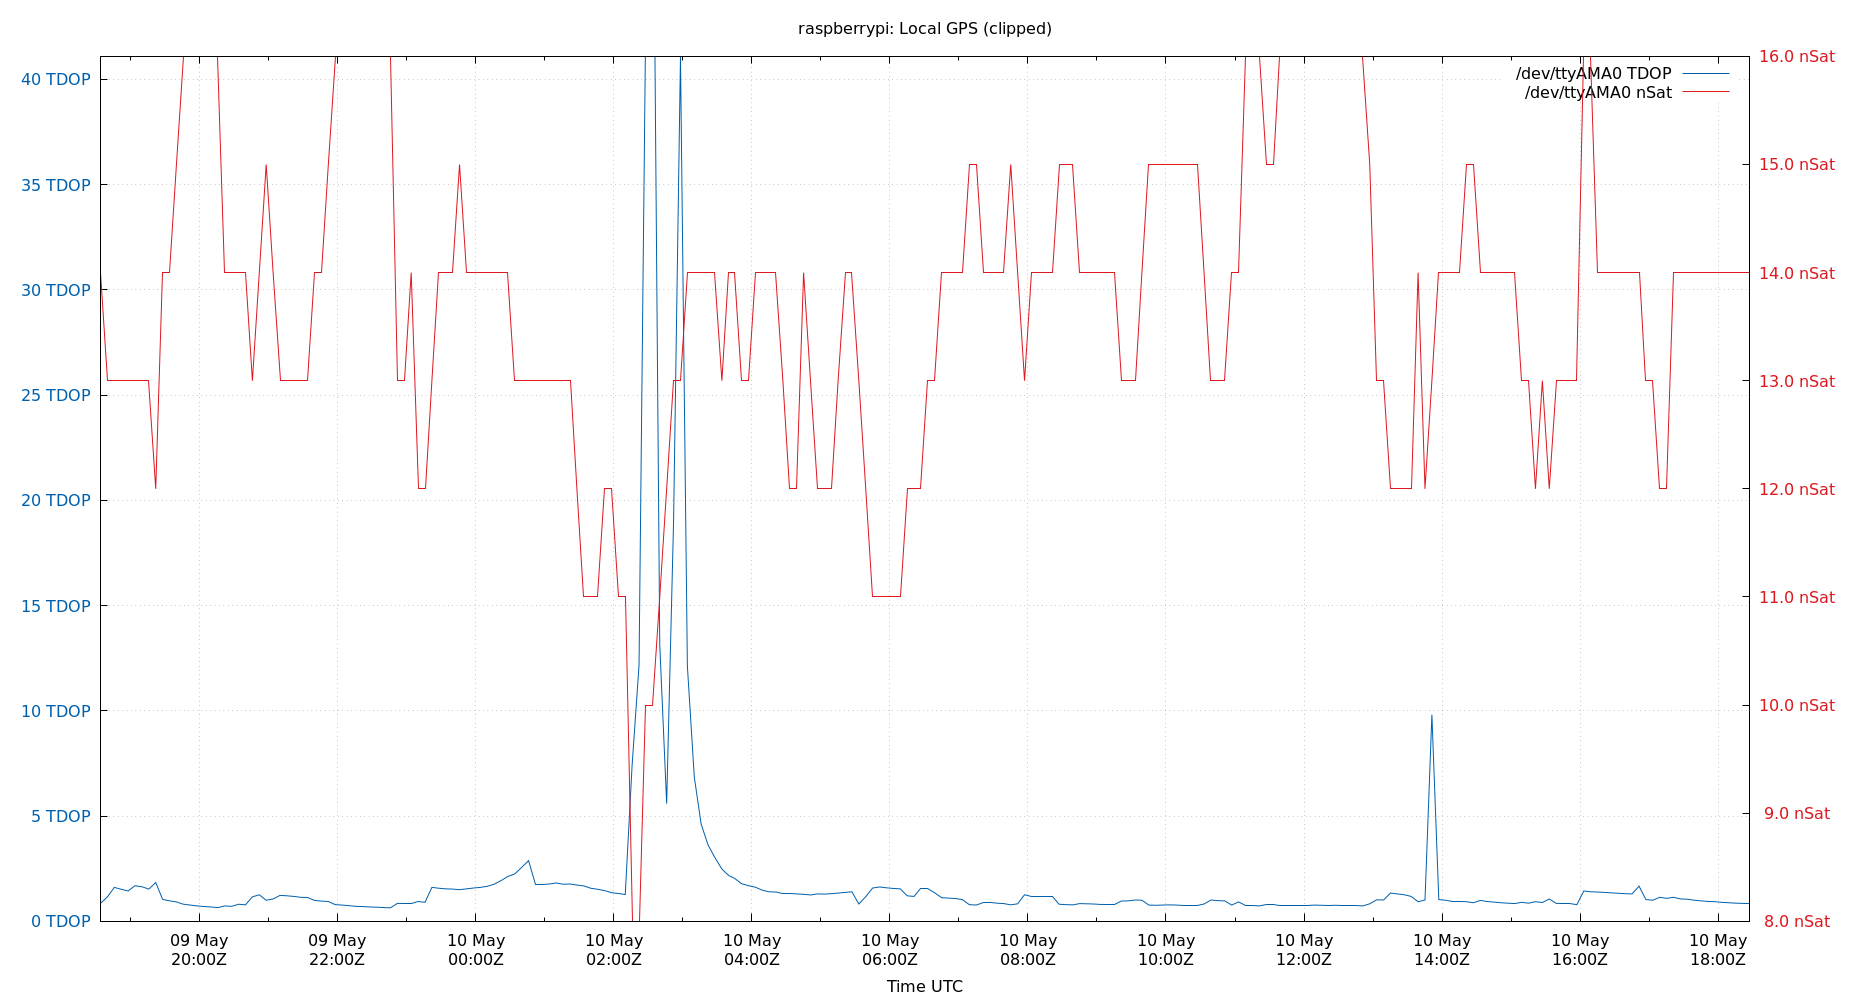 raspberrypi: Local GPS (clipped)
/dev/ttyAMA0 TDOP
/dev/ttyAMA0 nSat
40 TDOP
35 TDOP
30 TDOP
25 TDOP
20 TDOP
15 TDOP
10 TDOP
5 TDOP
0 TDOP
16.0 nSat
15.0 nSat
14.0 nSat
13.0 nSat
12.0 nSat
11.0 nSat
10.0 nSat
9.0 nSat
8.0 nSat
09 May
20:00Z
09 May
22:00Z
10 May
00:00Z
10 May
02:00Z
10 May
04:00Z
10 May
06:00Z
10 May
08:00Z
10 May
10:00Z
10 May
12:00Z
10 May
14:00Z
10 May
16:00Z
10 May
18:00Z
Time UTC